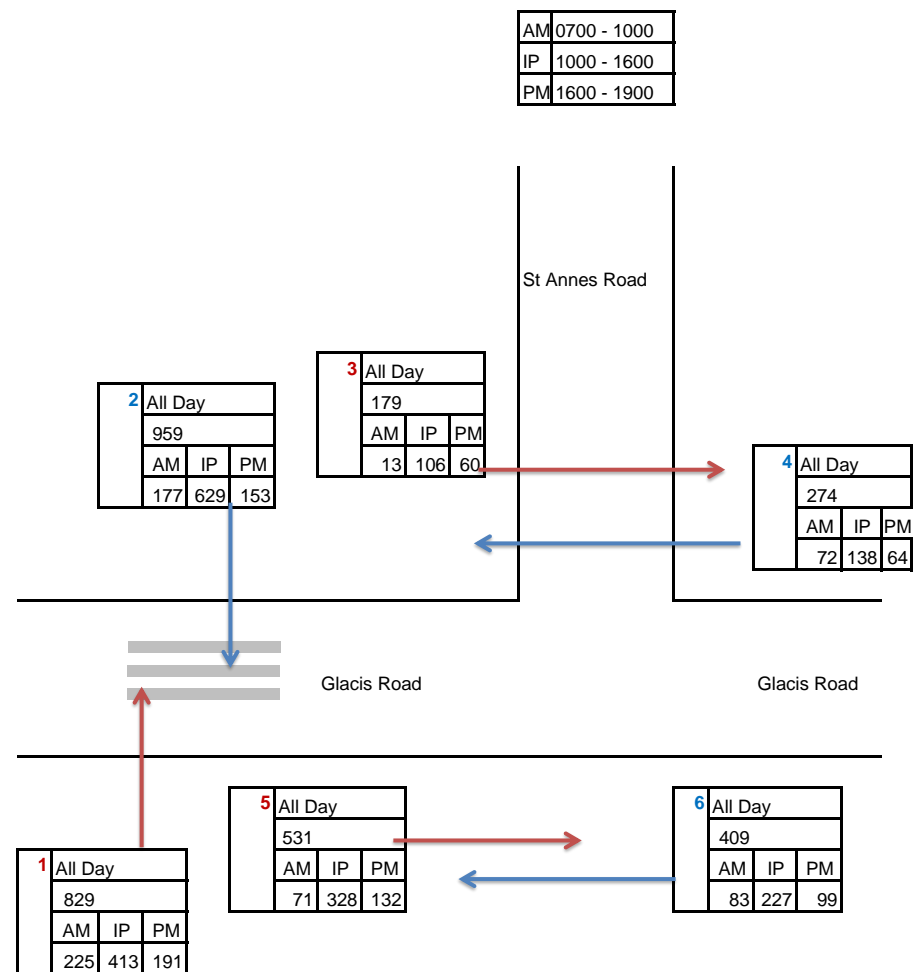 AM 0700 - 1000
IP 1000 - 1600
PM 1600 - 1900
St Annes Road
3 All Day
179
AM IP PM
13 106 60
2 All Day
959
AM IP PM
177 629 153
4 All Day
274
AM IP PM
72 138 64
Glacis Road
Glacis Road
5 All Day
531
AM IP PM
71 328 132
6 All Day
409
AM IP PM
83 227 99
1 All Day
829
AM IP PM
225 413 191